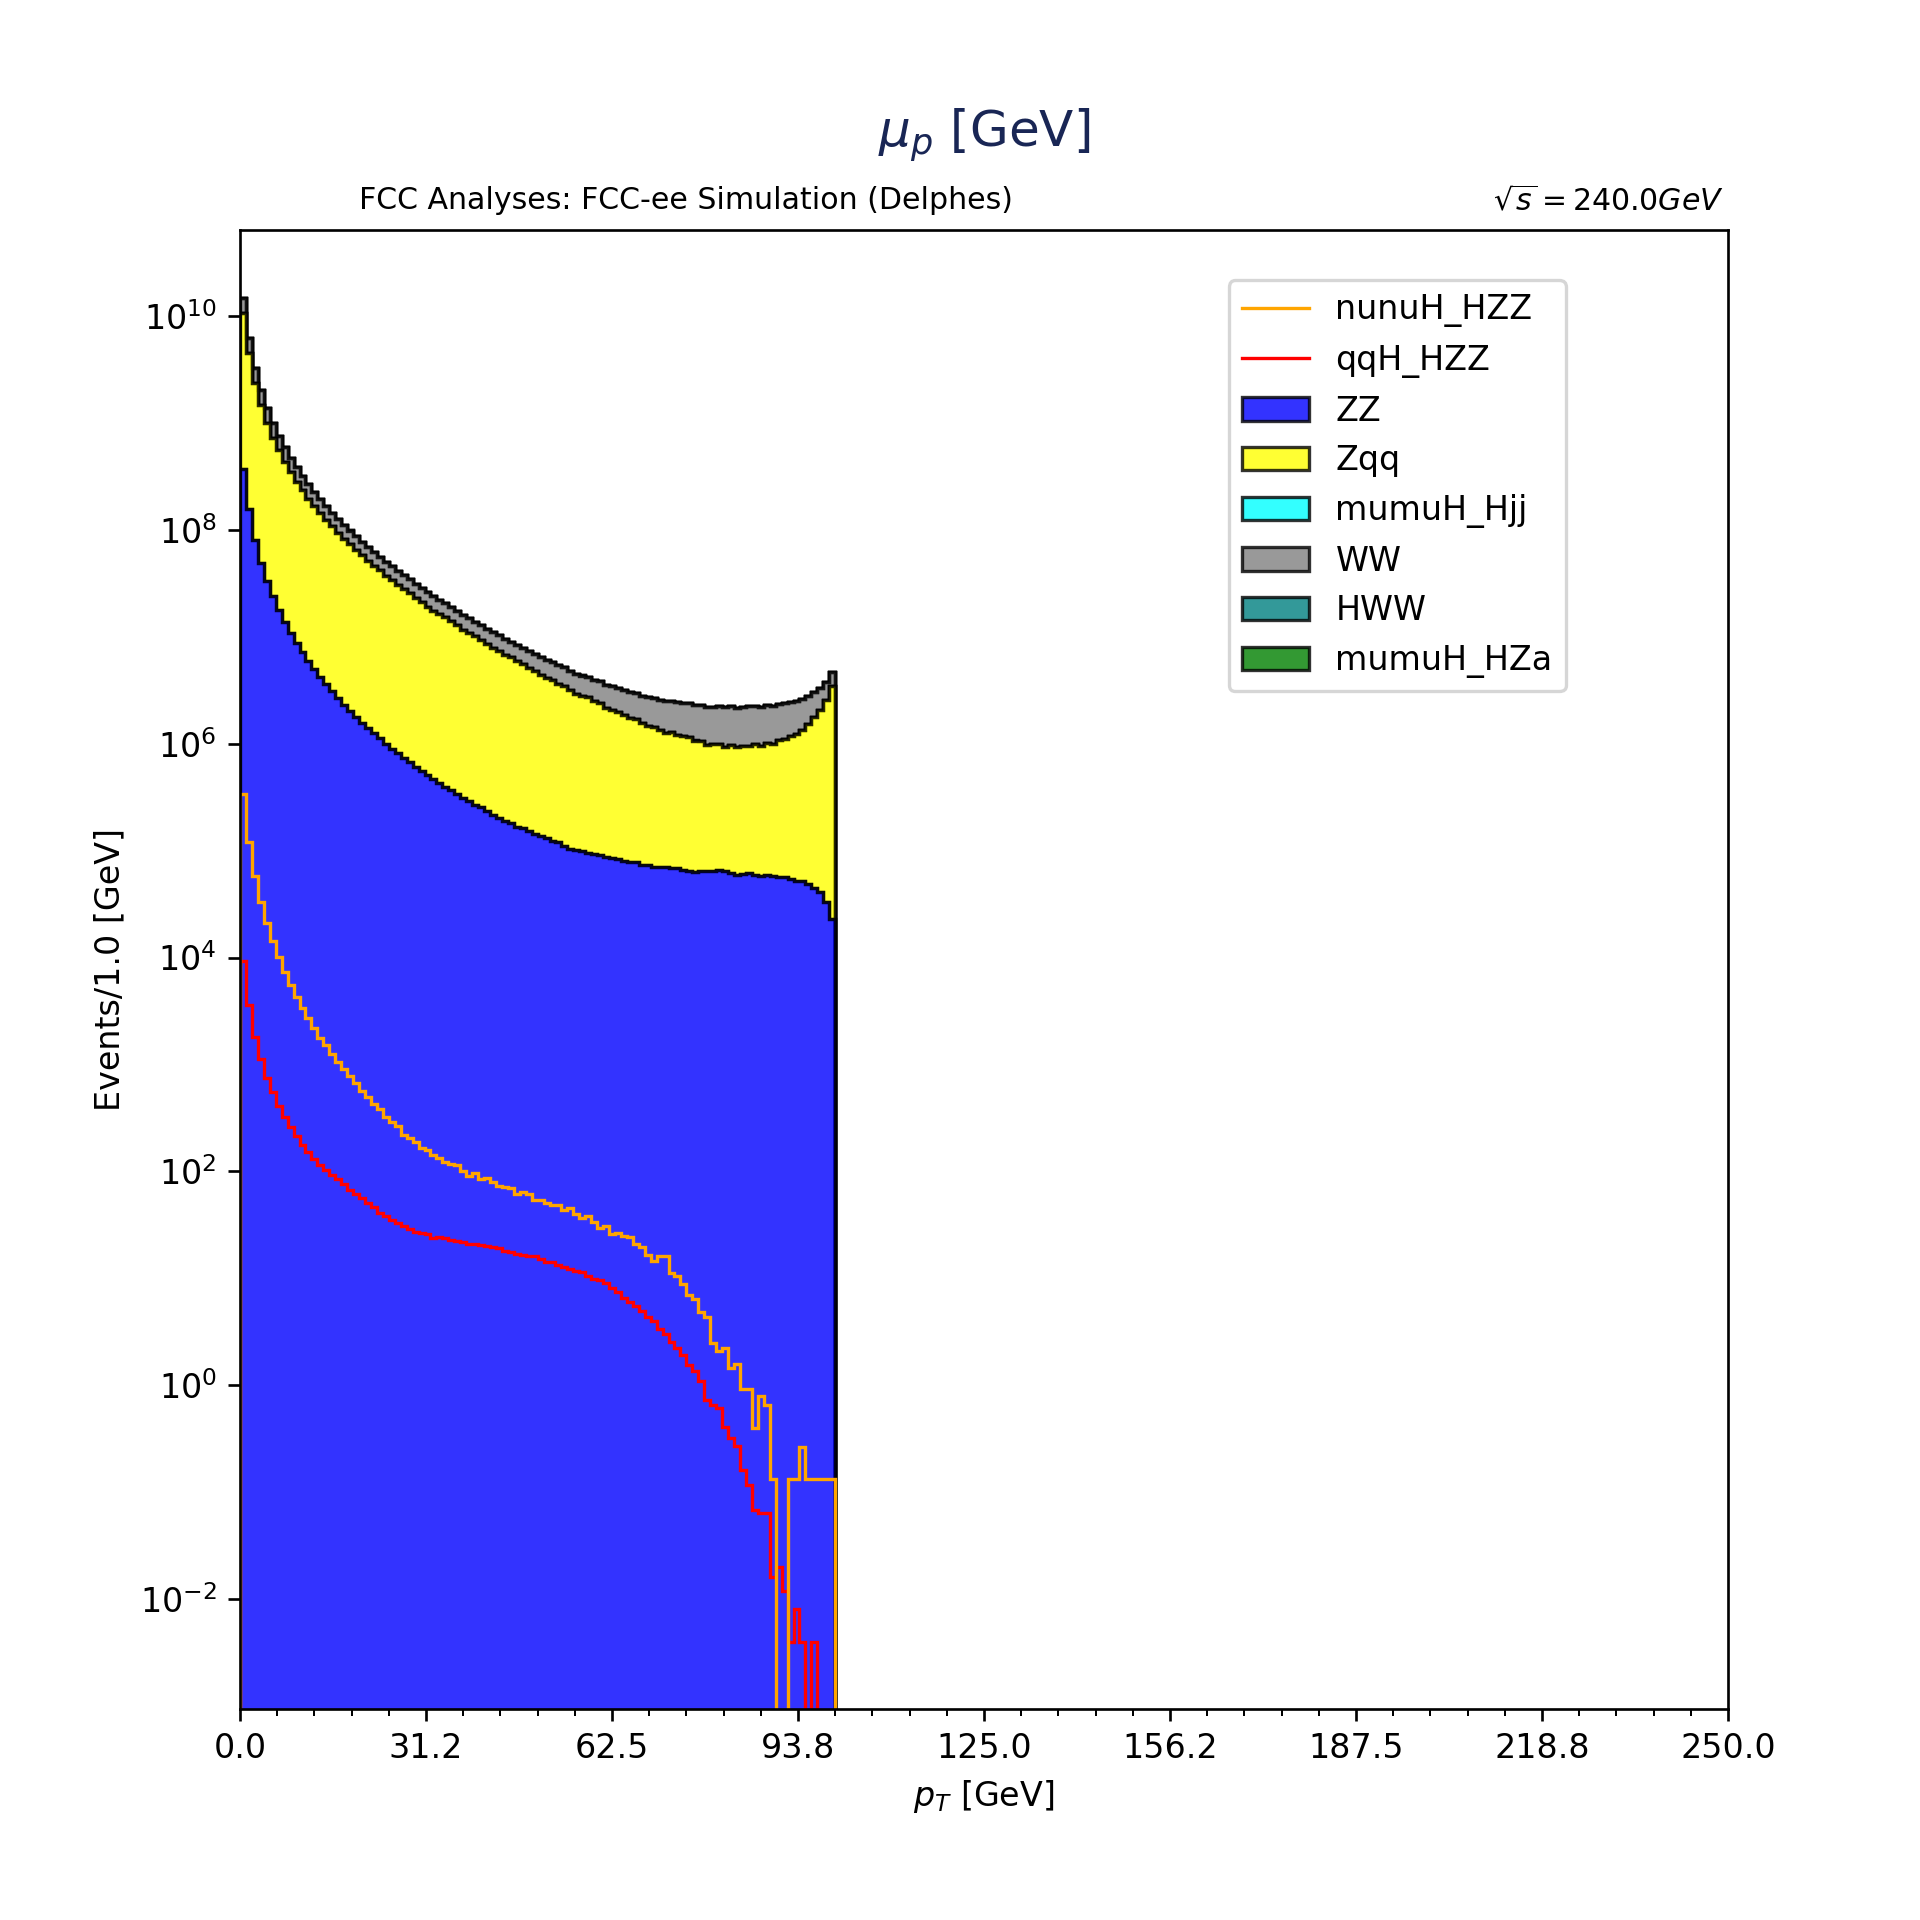 μ_p [GeV]
FCC Analyses: FCC-ee Simulation (Delphes)
√s = 240.0GeV
nunuH_HZZ
qqH_HZZ
ZZ
Zqq
mumuH_Hjj
WW
HWW
mumuH_HZa
Events/1.0 [GeV]
10^10
10^8
10^6
10^4
10^2
10^0
10^−2
0.0 31.2 62.5 93.8 125.0 156.2 187.5 218.8 250.0
p_T [GeV]